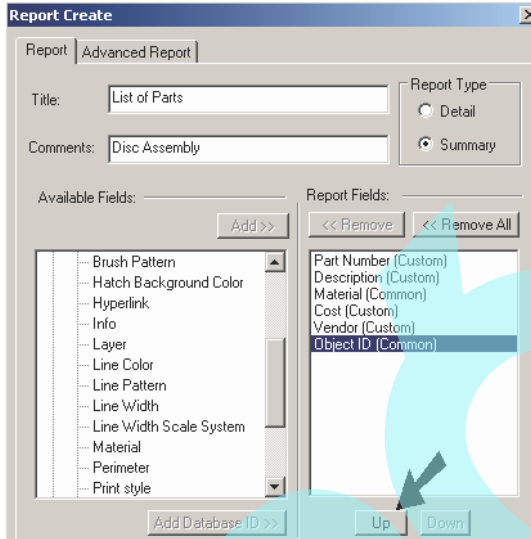 Report Create
Report
Advanced Report
Title:
List of Parts
Report Type
Detail
Summary
Comments:
Disc Assembly
Available Fields:
Report Fields:
Add >>
<< Remove
<< Remove All
Brush Pattern
Hatch Background Color
Hyperlink
Info
Layer
Line Color
Line Pattern
Line Width
Line Width Scale System
Material
Perimeter
Print style
Part Number (Custom)
Description (Custom)
Material (Common)
Cost (Custom)
Vendor (Custom)
Object ID (Common)
Add Database ID >>
Up
Down